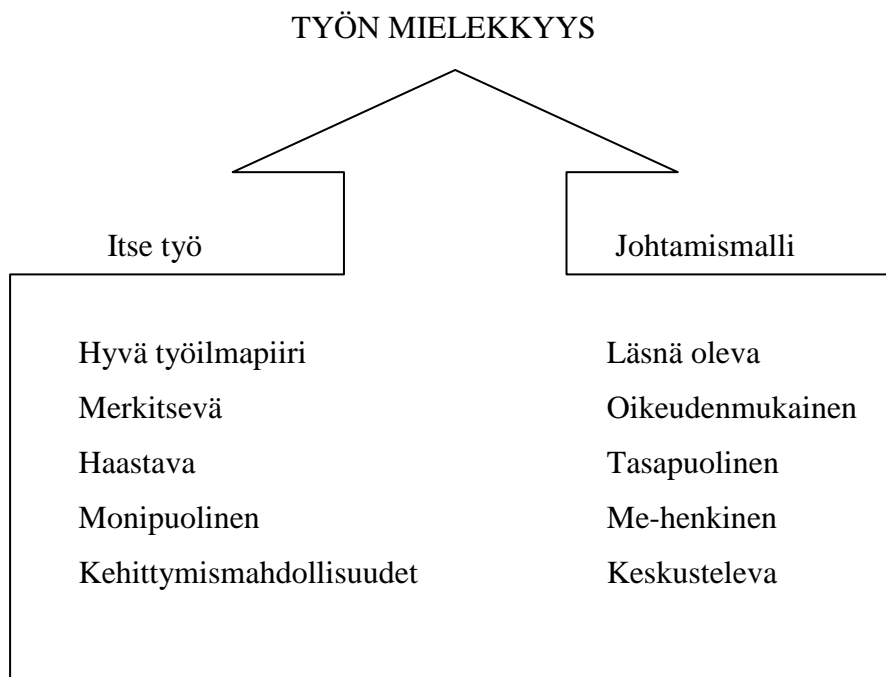 TYÖN MIELEKKYYS
Itse työ
Johtamismalli
Hyvä työilmapiiri
Merkitsevä
Haastava
Monipuolinen
Kehittymismahdollisuudet
Läsnä oleva
Oikeudenmukainen
Tasapuolinen
Me-henkinen
Keskusteleva